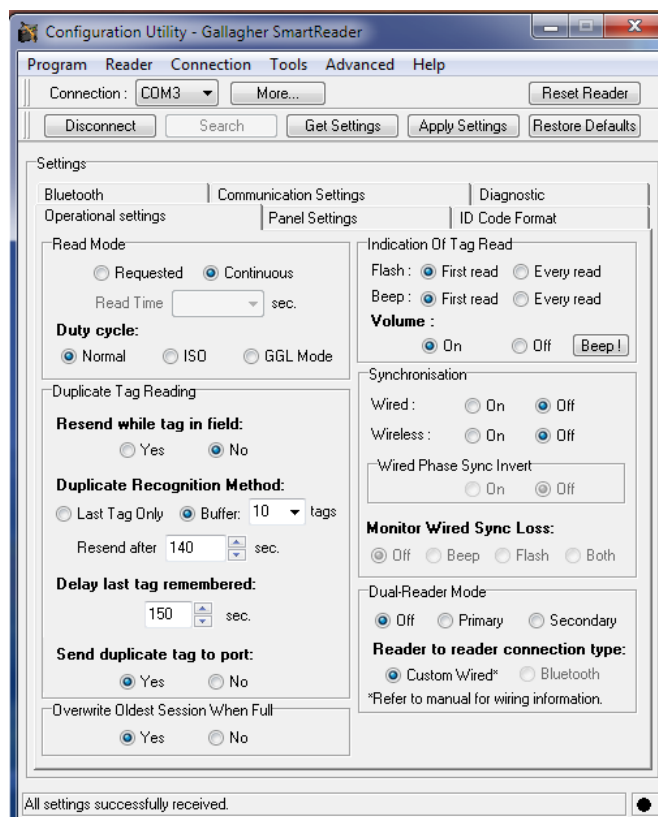 Configuration Utility - Gallagher SmartReader
Program Reader Connection Tools Advanced Help
Connection : COM3 More... Reset Reader
Disconnect Search Get Settings Apply Settings Restore Defaults
Settings
Bluetooth Communication Settings Diagnostic
Operational settings Panel Settings ID Code Format
Read Mode
Requested Continuous
Read Time sec.
Duty cycle:
Normal ISO GGL Mode
Duplicate Tag Reading
Resend while tag in field:
Yes No
Duplicate Recognition Method:
Last Tag Only Buffer: 10 tags
Resend after 140 sec.
Delay last tag remembered:
150 sec.
Send duplicate tag to port:
Yes No
Overwrite Oldest Session When Full
Yes No
Indication Of Tag Read
Flash : First read Every read
Beep : First read Every read
Volume :
On Off Beep !
Synchronisation
Wired : On Off
Wireless : On Off
Wired Phase Sync Invert
On Off
Monitor Wired Sync Loss:
Off Beep Flash Both
Dual-Reader Mode
Off Primary Secondary
Reader to reader connection type:
Custom Wired* Bluetooth
*Refer to manual for wiring information.
All settings successfully received.